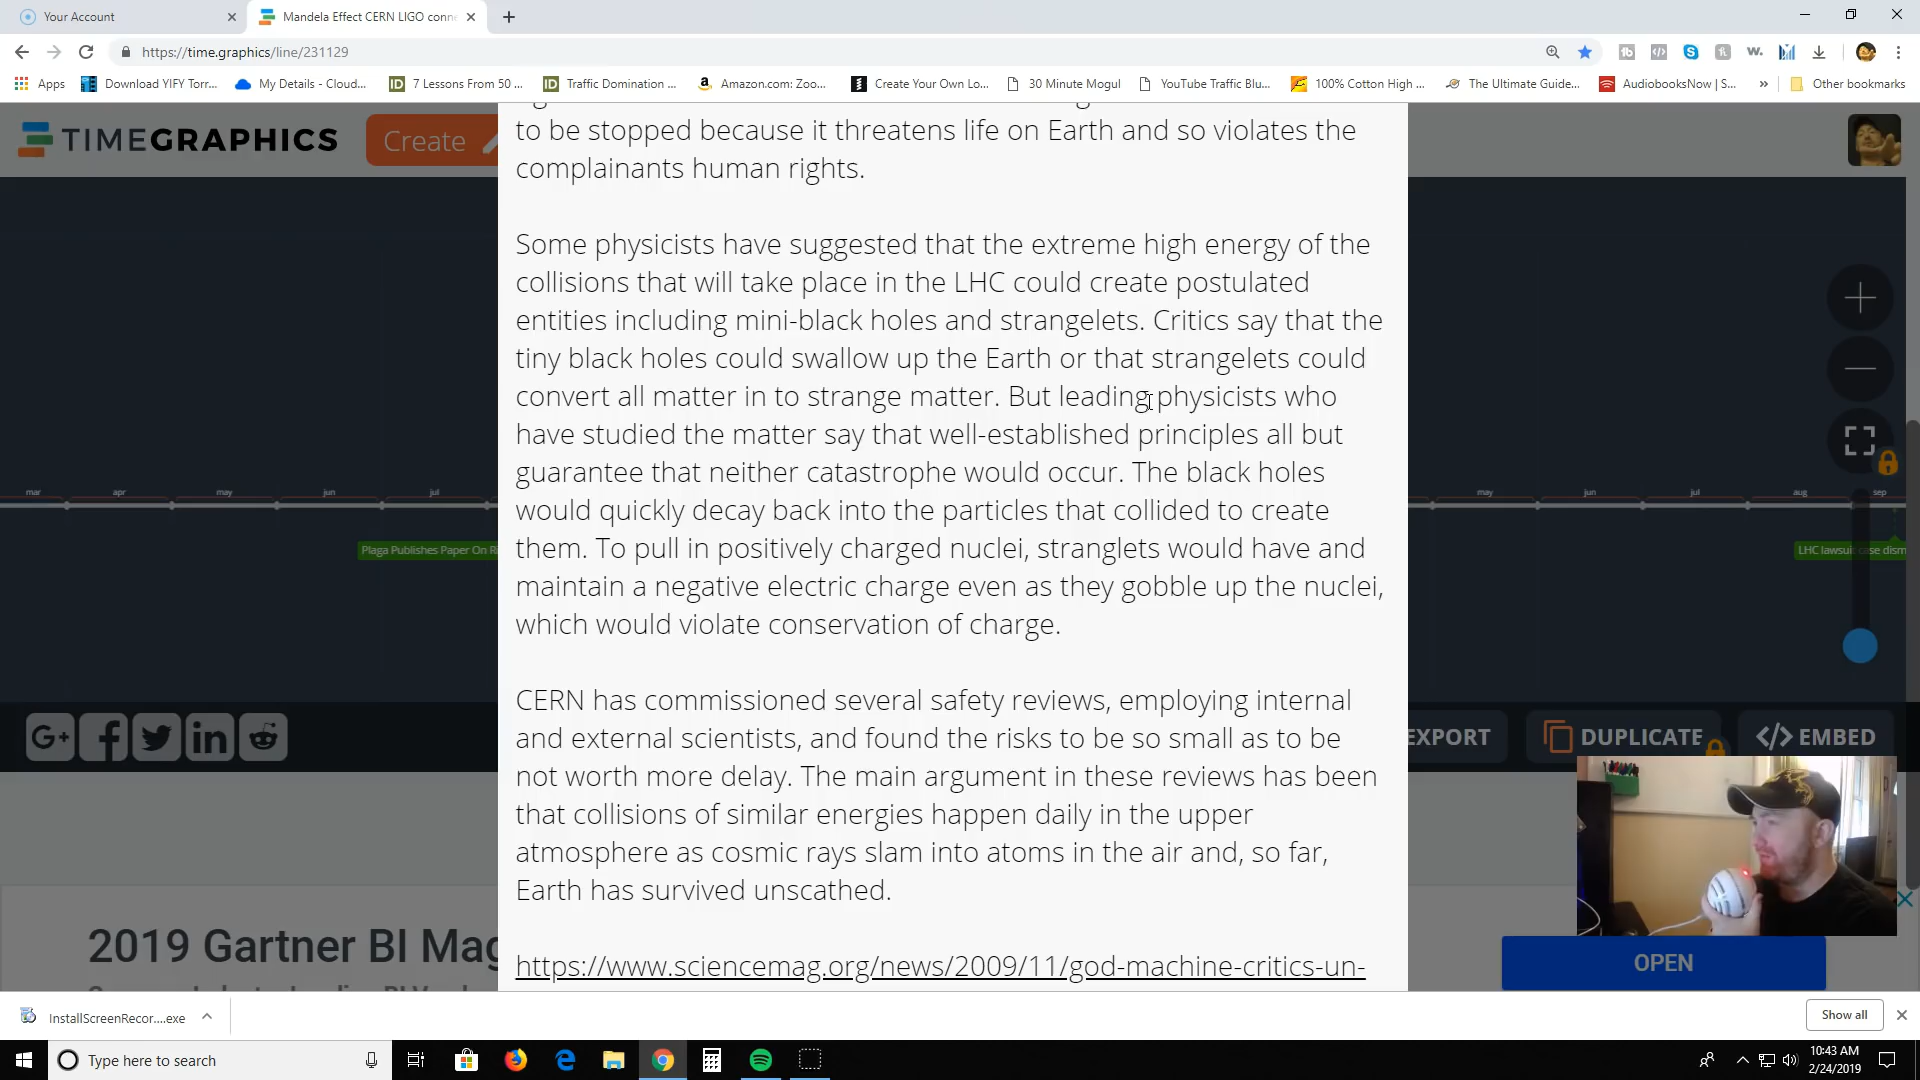 Your Account
Mandela Effect CERN LIGO conne
https://time.graphics/line/231129
Apps
Download YIFY Torr...
My Details - Cloud...
7 Lessons From 50 ...
Traffic Domination ...
Amazon.com: Zoo...
Create Your Own Lo...
30 Minute Mogul
YouTube Traffic Blu...
100% Cotton High ...
The Ultimate Guide...
AudiobooksNow | S...
Other bookmarks
TIMEGRAPHICS
Create
to be stopped because it threatens life on Earth and so violates the
complainants human rights.
Some physicists have suggested that the extreme high energy of the
collisions that will take place in the LHC could create postulated
entities including mini-black holes and strangelets. Critics say that the
tiny black holes could swallow up the Earth or that strangelets could
convert all matter in to strange matter. But leading physicists who
have studied the matter say that well-established principles all but
guarantee that neither catastrophe would occur. The black holes
would quickly decay back into the particles that collided to create
them. To pull in positively charged nuclei, stranglets would have and
maintain a negative electric charge even as they gobble up the nuclei,
which would violate conservation of charge.
CERN has commissioned several safety reviews, employing internal
and external scientists, and found the risks to be so small as to be
not worth more delay. The main argument in these reviews has been
that collisions of similar energies happen daily in the upper
atmosphere as cosmic rays slam into atoms in the air and, so far,
Earth has survived unscathed.
https://www.sciencemag.org/news/2009/11/god-machine-critics-un-
mar apr may jun jul
may jun jul aug sep
Plaga Publishes Paper On Ri
LHC lawsuit case dism
EXPORT
DUPLICATE
EMBED
2019 Gartner BI Mag
OPEN
InstallScreenRecor....exe
Show all
Type here to search
10:43 AM
2/24/2019